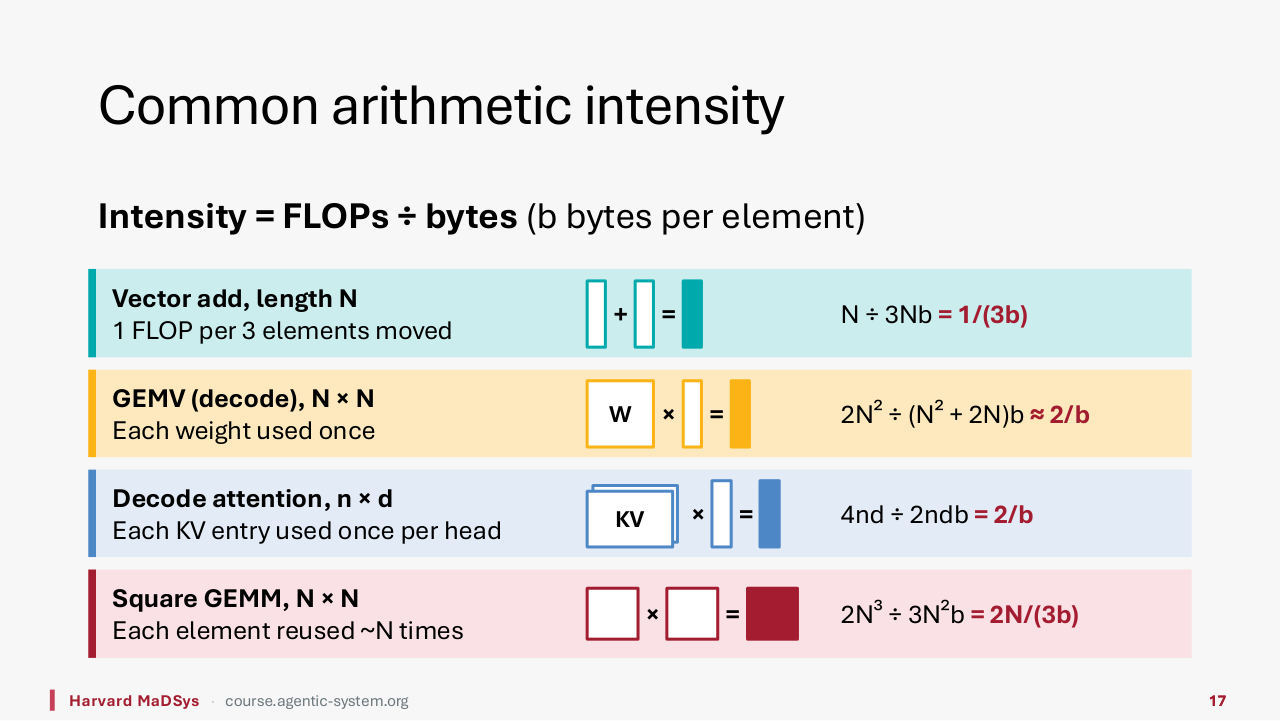 Common arithmetic intensity
Intensity = FLOPs ÷ bytes (b bytes per element)
Vector add, length N
1 FLOP per 3 elements moved
+ =
N ÷ 3Nb = 1/(3b)
GEMV (decode), N × N
Each weight used once
W × =
2N² ÷ (N² + 2N)b ≈ 2/b
Decode attention, n × d
Each KV entry used once per head
KV × =
4nd ÷ 2ndb = 2/b
Square GEMM, N × N
Each element reused ~N times
× =
2N³ ÷ 3N²b = 2N/(3b)
Harvard MaDSys · course.agentic-system.org
17